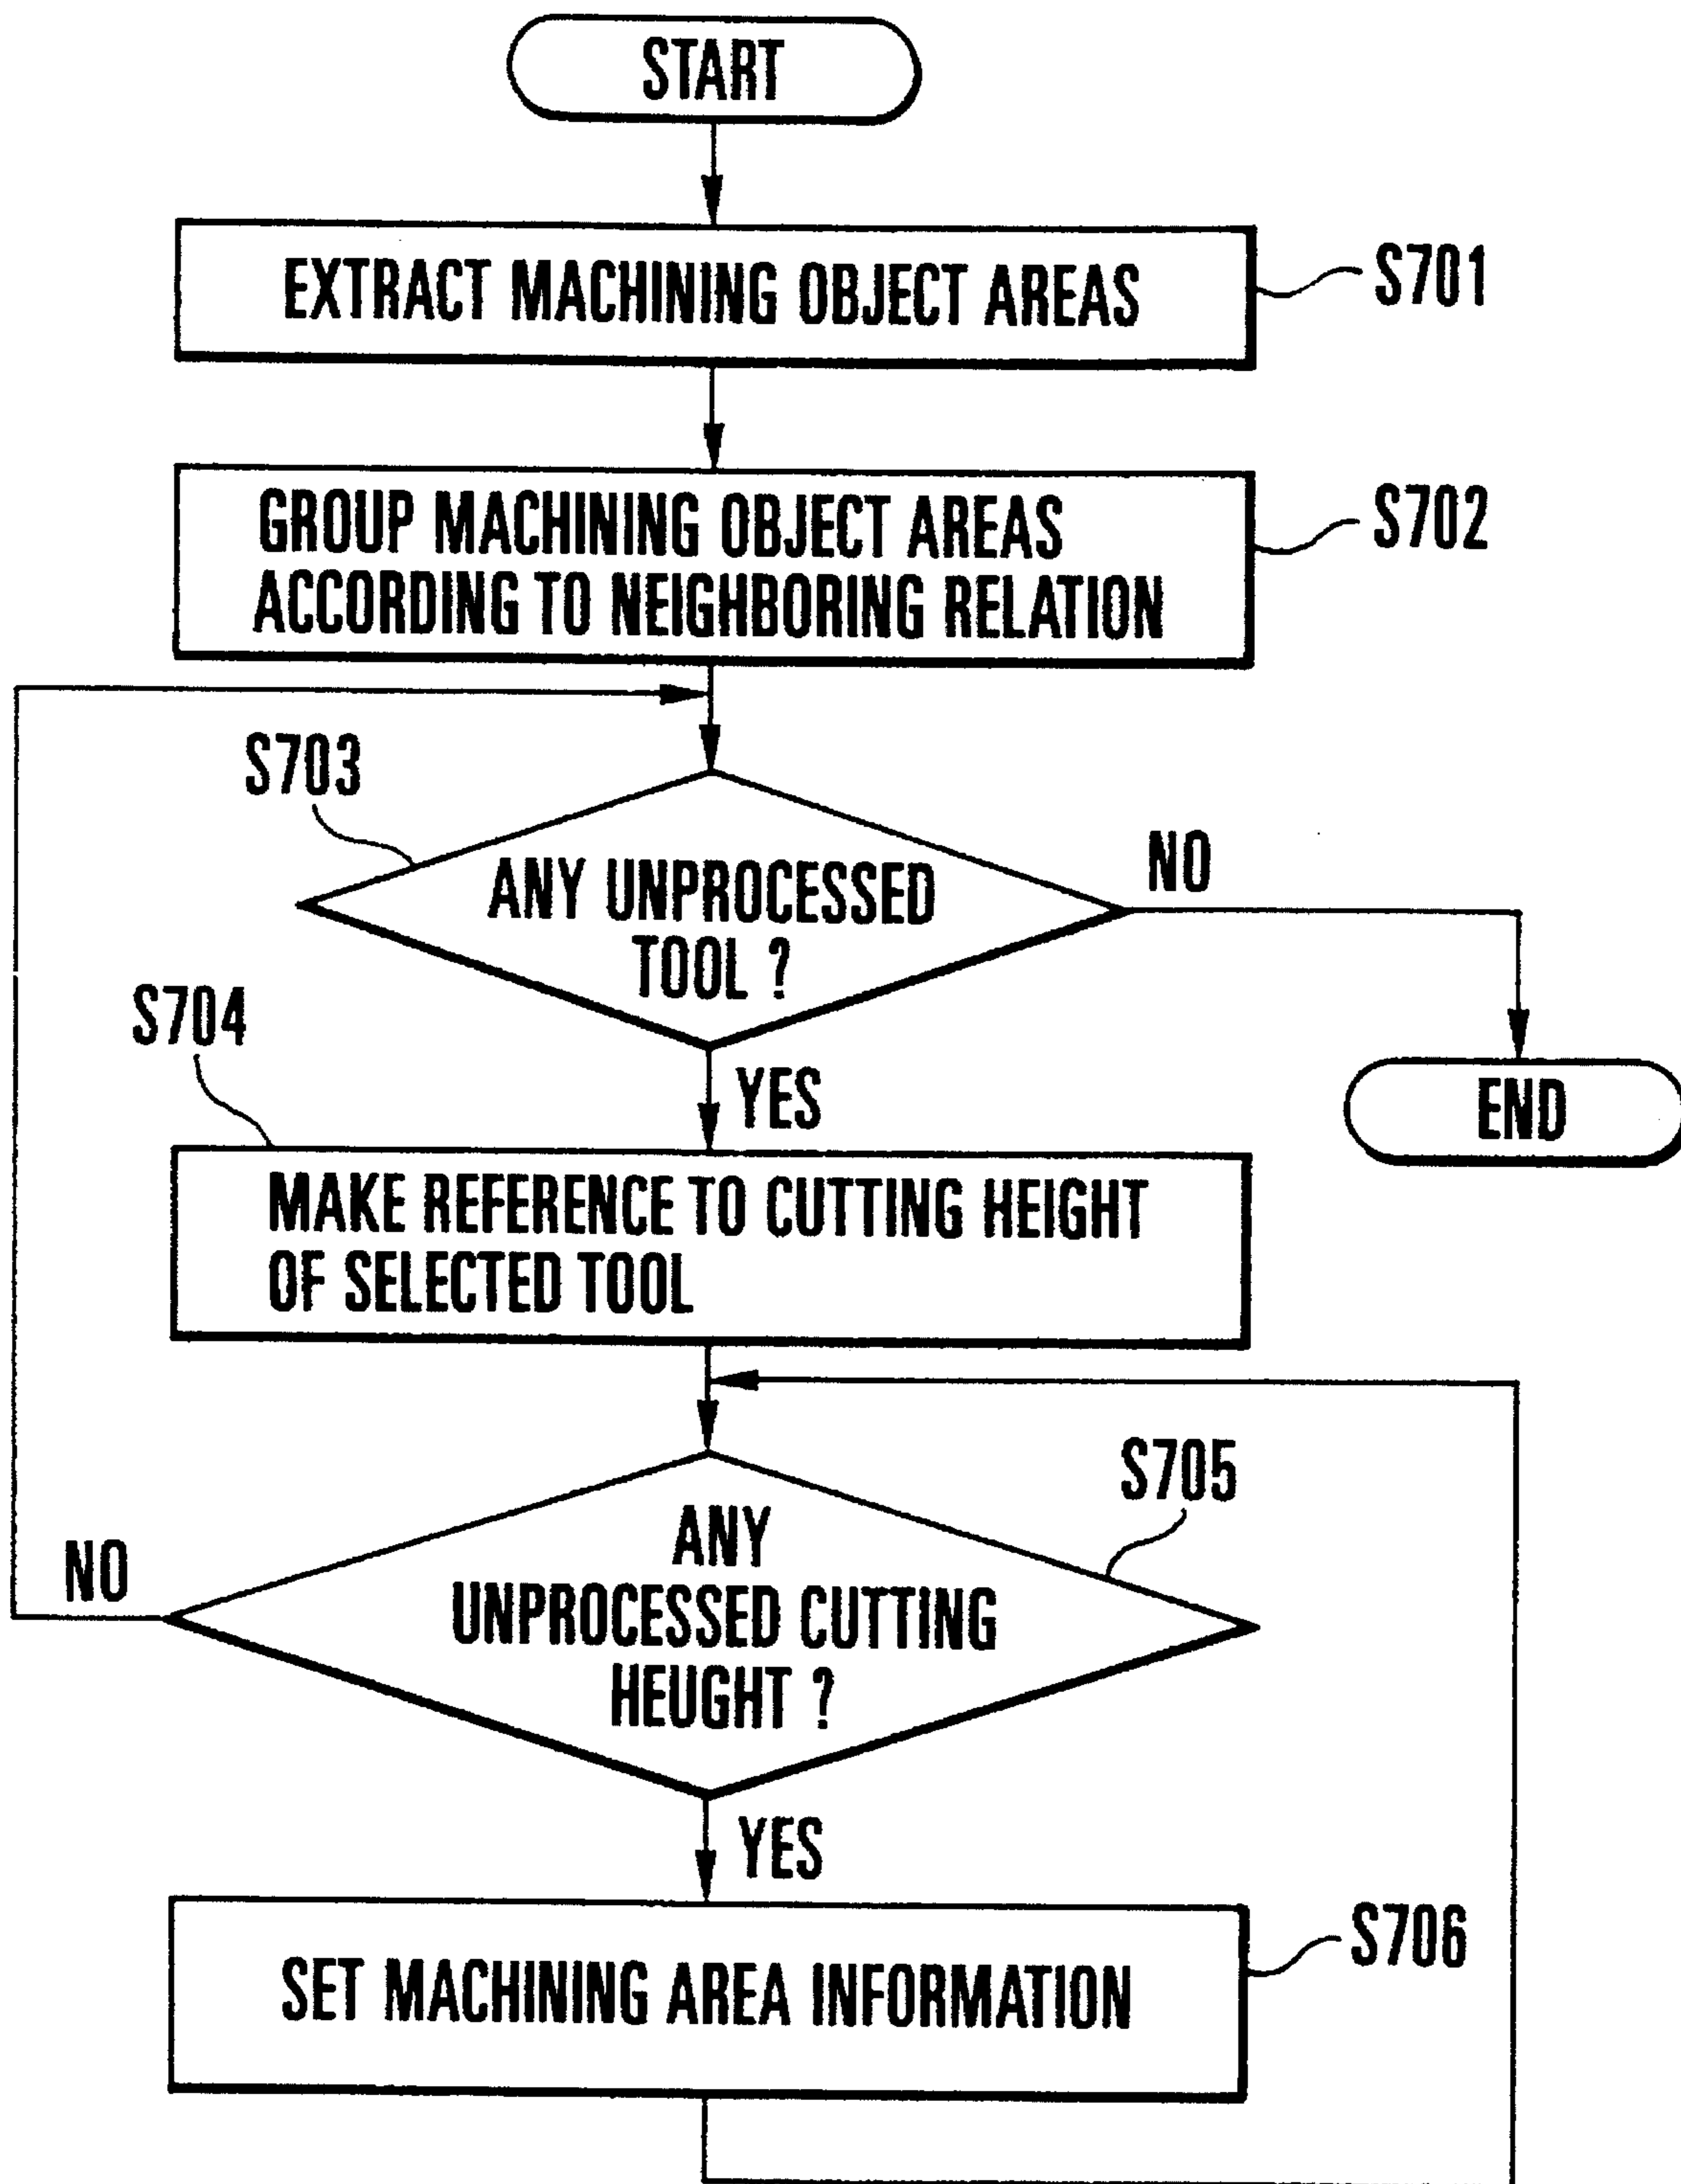 START
EXTRACT MACHINING OBJECT AREAS
S701
GROUP MACHINING OBJECT AREAS
ACCORDING TO NEIGHBORING RELATION
S702
S703
ANY UNPROCESSED
TOOL ?
NO
END
YES
S704
MAKE REFERENCE TO CUTTING HEIGHT
OF SELECTED TOOL
S705
ANY
UNPROCESSED CUTTING
HEUGHT ?
NO
YES
SET MACHINING AREA INFORMATION
S706